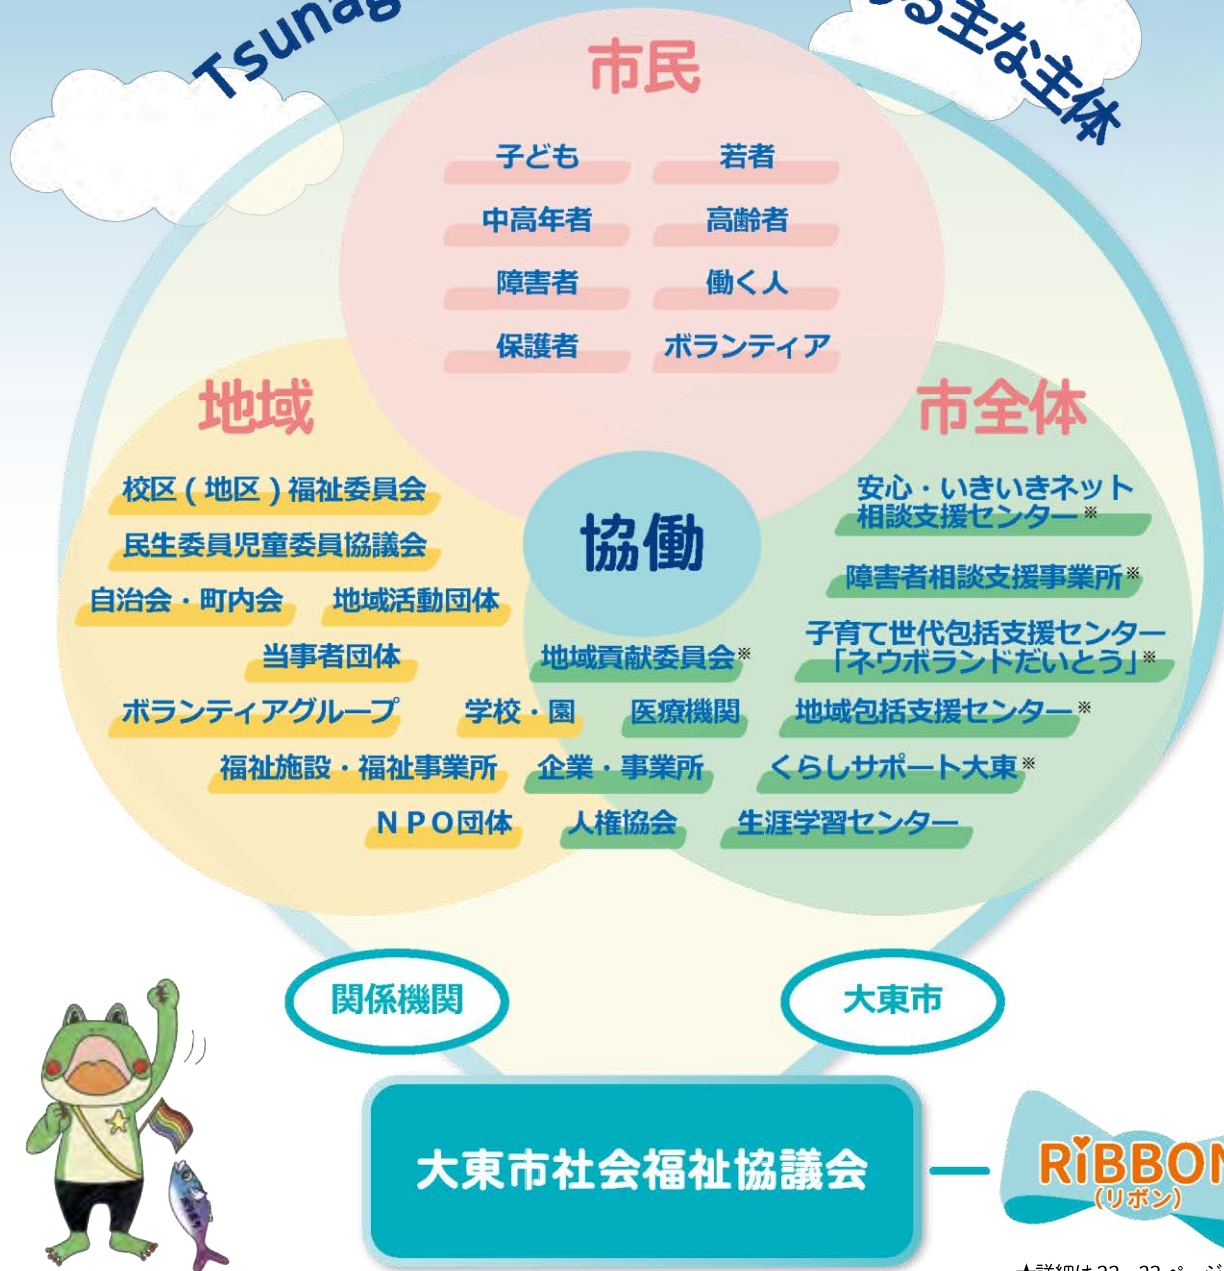 Tsunag
る主な主体
市民
子ども 若者
中高年者 高齢者
障害者 働く人
保護者 ボランティア
地域
市全体
校区(地区)福祉委員会
民生委員児童委員協議会
自治会・町内会 地域活動団体
当事者団体
ボランティアグループ 学校・園
福祉施設・福祉事業所
NPO団体
協働
地域貢献委員会※
医療機関
企業・事業所
人権協会
安心・いきいきネット
相談支援センター※
障害者相談支援事業所※
子育て世代包括支援センター
「ネウボランドだいとう」※
地域包括支援センター※
くらしサポート大東※
生涯学習センター
関係機関
大東市
大東市社会福祉協議会
RiBBON
(リボン)